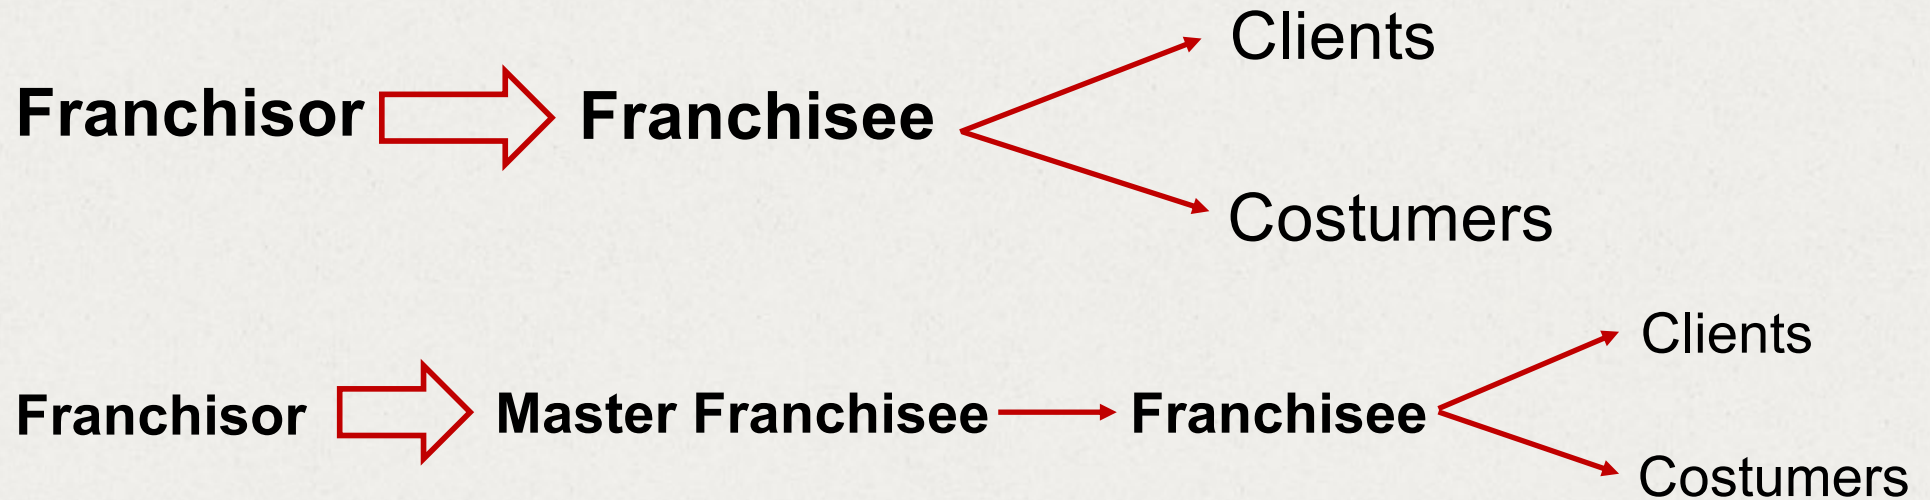 Clients
Franchisor Franchisee
Costumers
Clients
Franchisor Master Franchisee Franchisee
Costumers